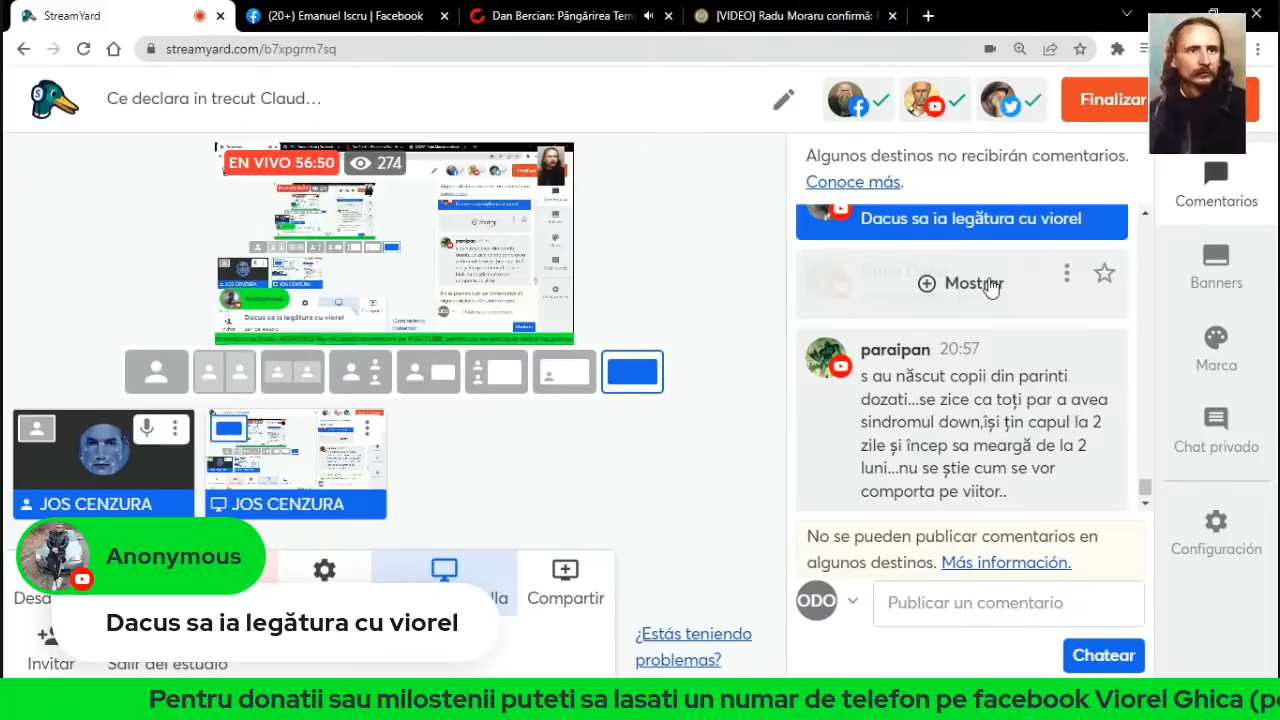 StreamYard
(20+) Emanuel Iscru | Facebook
Dan Bercian: Pângărirea Tem
[VIDEO] Radu Moraru confirmă:
streamyard.com/b7xpgrm7sq
Ce declara in trecut Claud...
Finalizar
EN VIVO 56:50
274
Algunos destinos no recibirán comentarios.
Conoce más.
Dacus sa ia legătura cu viorel
Mostrar
paraipan 20:57
s au născut copii din parinti
dozati...se zice ca toți par a avea
sindromul down,își țin capul la 2
zile și încep sa meargă de la 2
luni...nu se știe cum se vor
comporta pe viitor..
Comentarios
Banners
Marca
Chat privado
Configuración
JOS CENZURA
JOS CENZURA
Anonymous
Dacus sa ia legătura cu viorel
Compartir
Invitar
Salir del estudio
¿Estás teniendo
problemas?
No se pueden publicar comentarios en
algunos destinos. Más información.
ODO
Publicar un comentario
Chatear
Pentru donatii sau milostenii puteti sa lasati un numar de telefon pe facebook Viorel Ghica